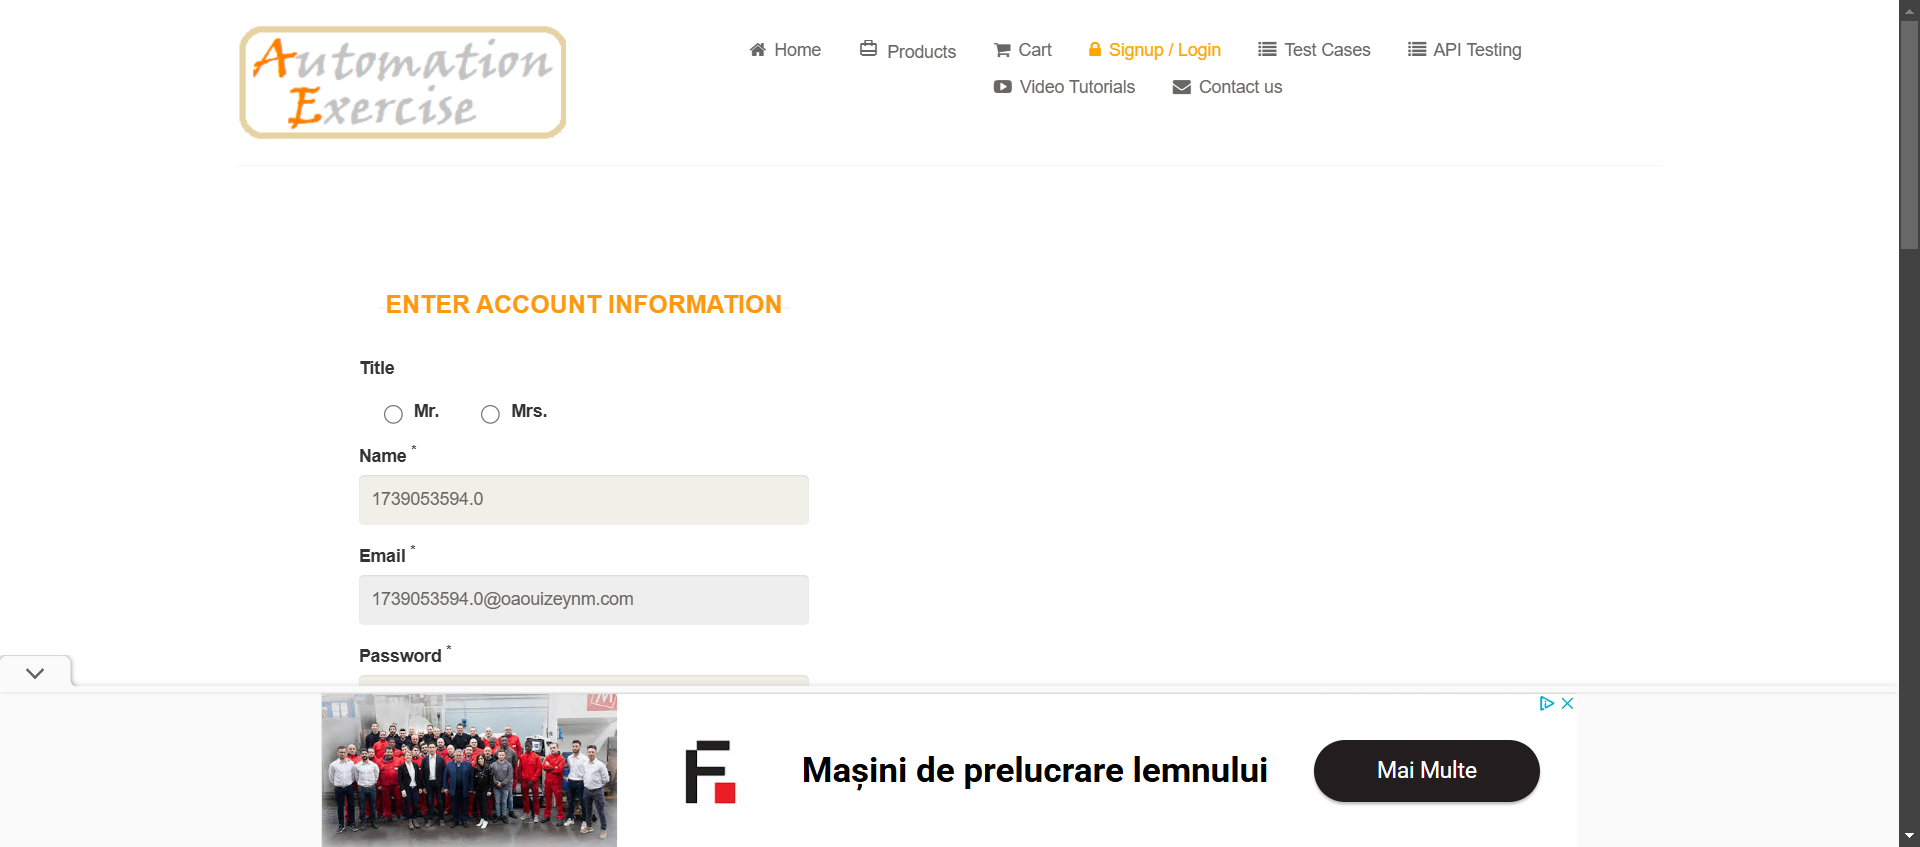 Automation
Exercise
Home
Products
Cart
Signup / Login
Test Cases
API Testing
Video Tutorials
Contact us
ENTER ACCOUNT INFORMATION
Title
Mr.
Mrs.
Name *
1739053594.0
Email *
1739053594.0@oaouizeynm.com
Password *
M
F
Mașini de prelucrare lemnului
Mai Multe